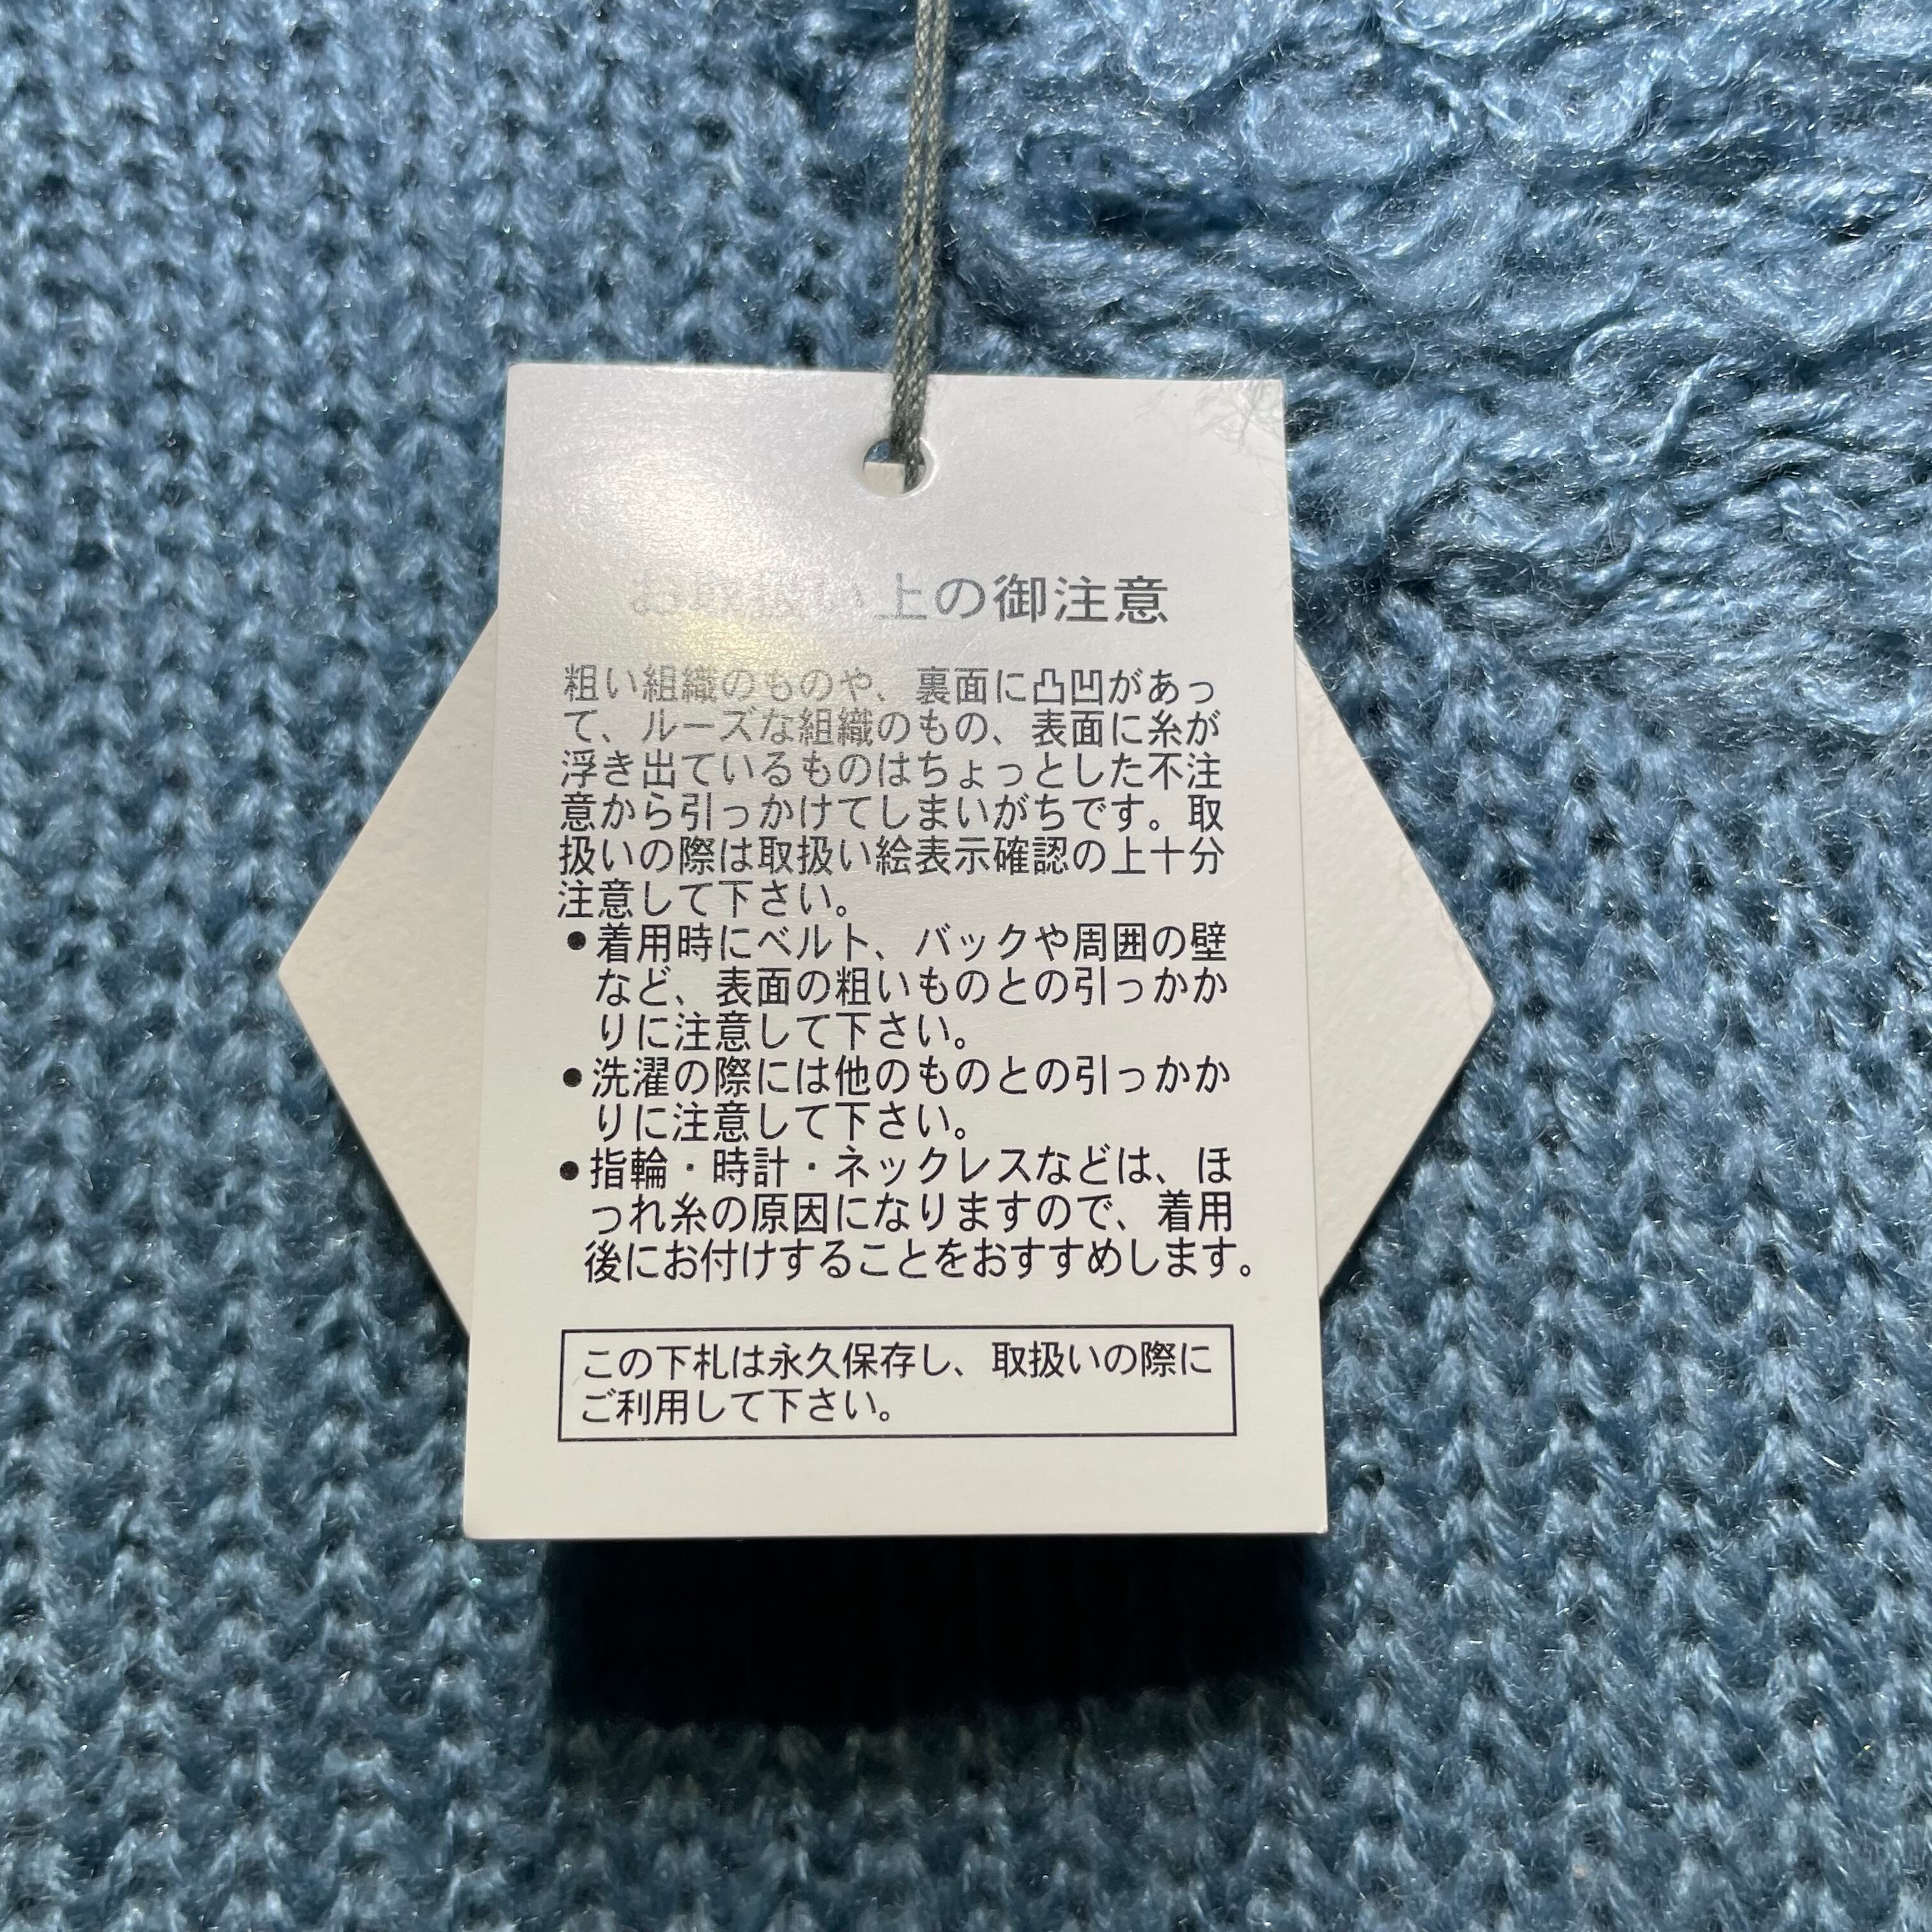 お取扱い上の御注意
粗い組織のものや、裏面に凸凹があっ
て、ルーズな組織のもの、表面に糸が
浮き出ているものはちょっとした不注
意から引っかけてしまいがちです。取
扱いの際は取扱い絵表示確認の上十分
注意して下さい。
●着用時にベルト、バックや周囲の壁
など、表面の粗いものとの引っかか
りに注意して下さい。
●洗濯の際には他のものとの引っかか
りに注意して下さい。
●指輪・時計・ネックレスなどは、ほ
つれ糸の原因になりますので、着用
後にお付けすることをおすすめします。
この下札は永久保存し、取扱いの際に
ご利用して下さい。